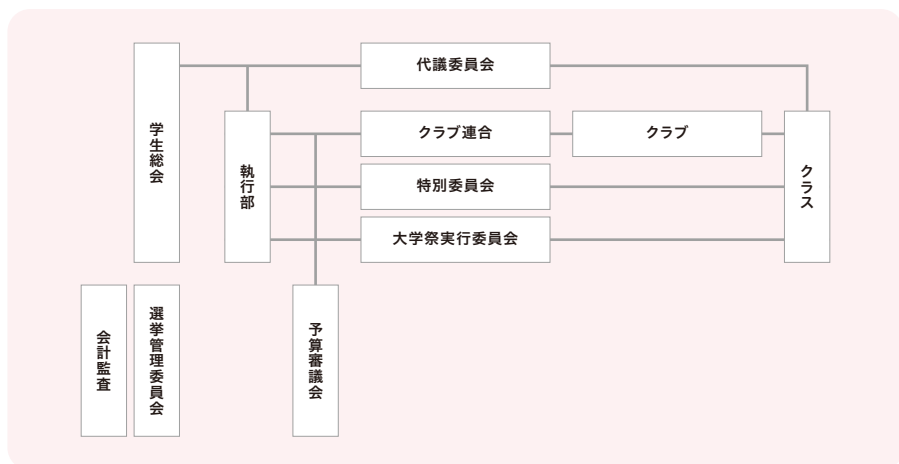 学生総会
執行部
代議委員会
クラブ連合
クラブ
特別委員会
大学祭実行委員会
クラス
会計監査
選挙管理委員会
予算審議会